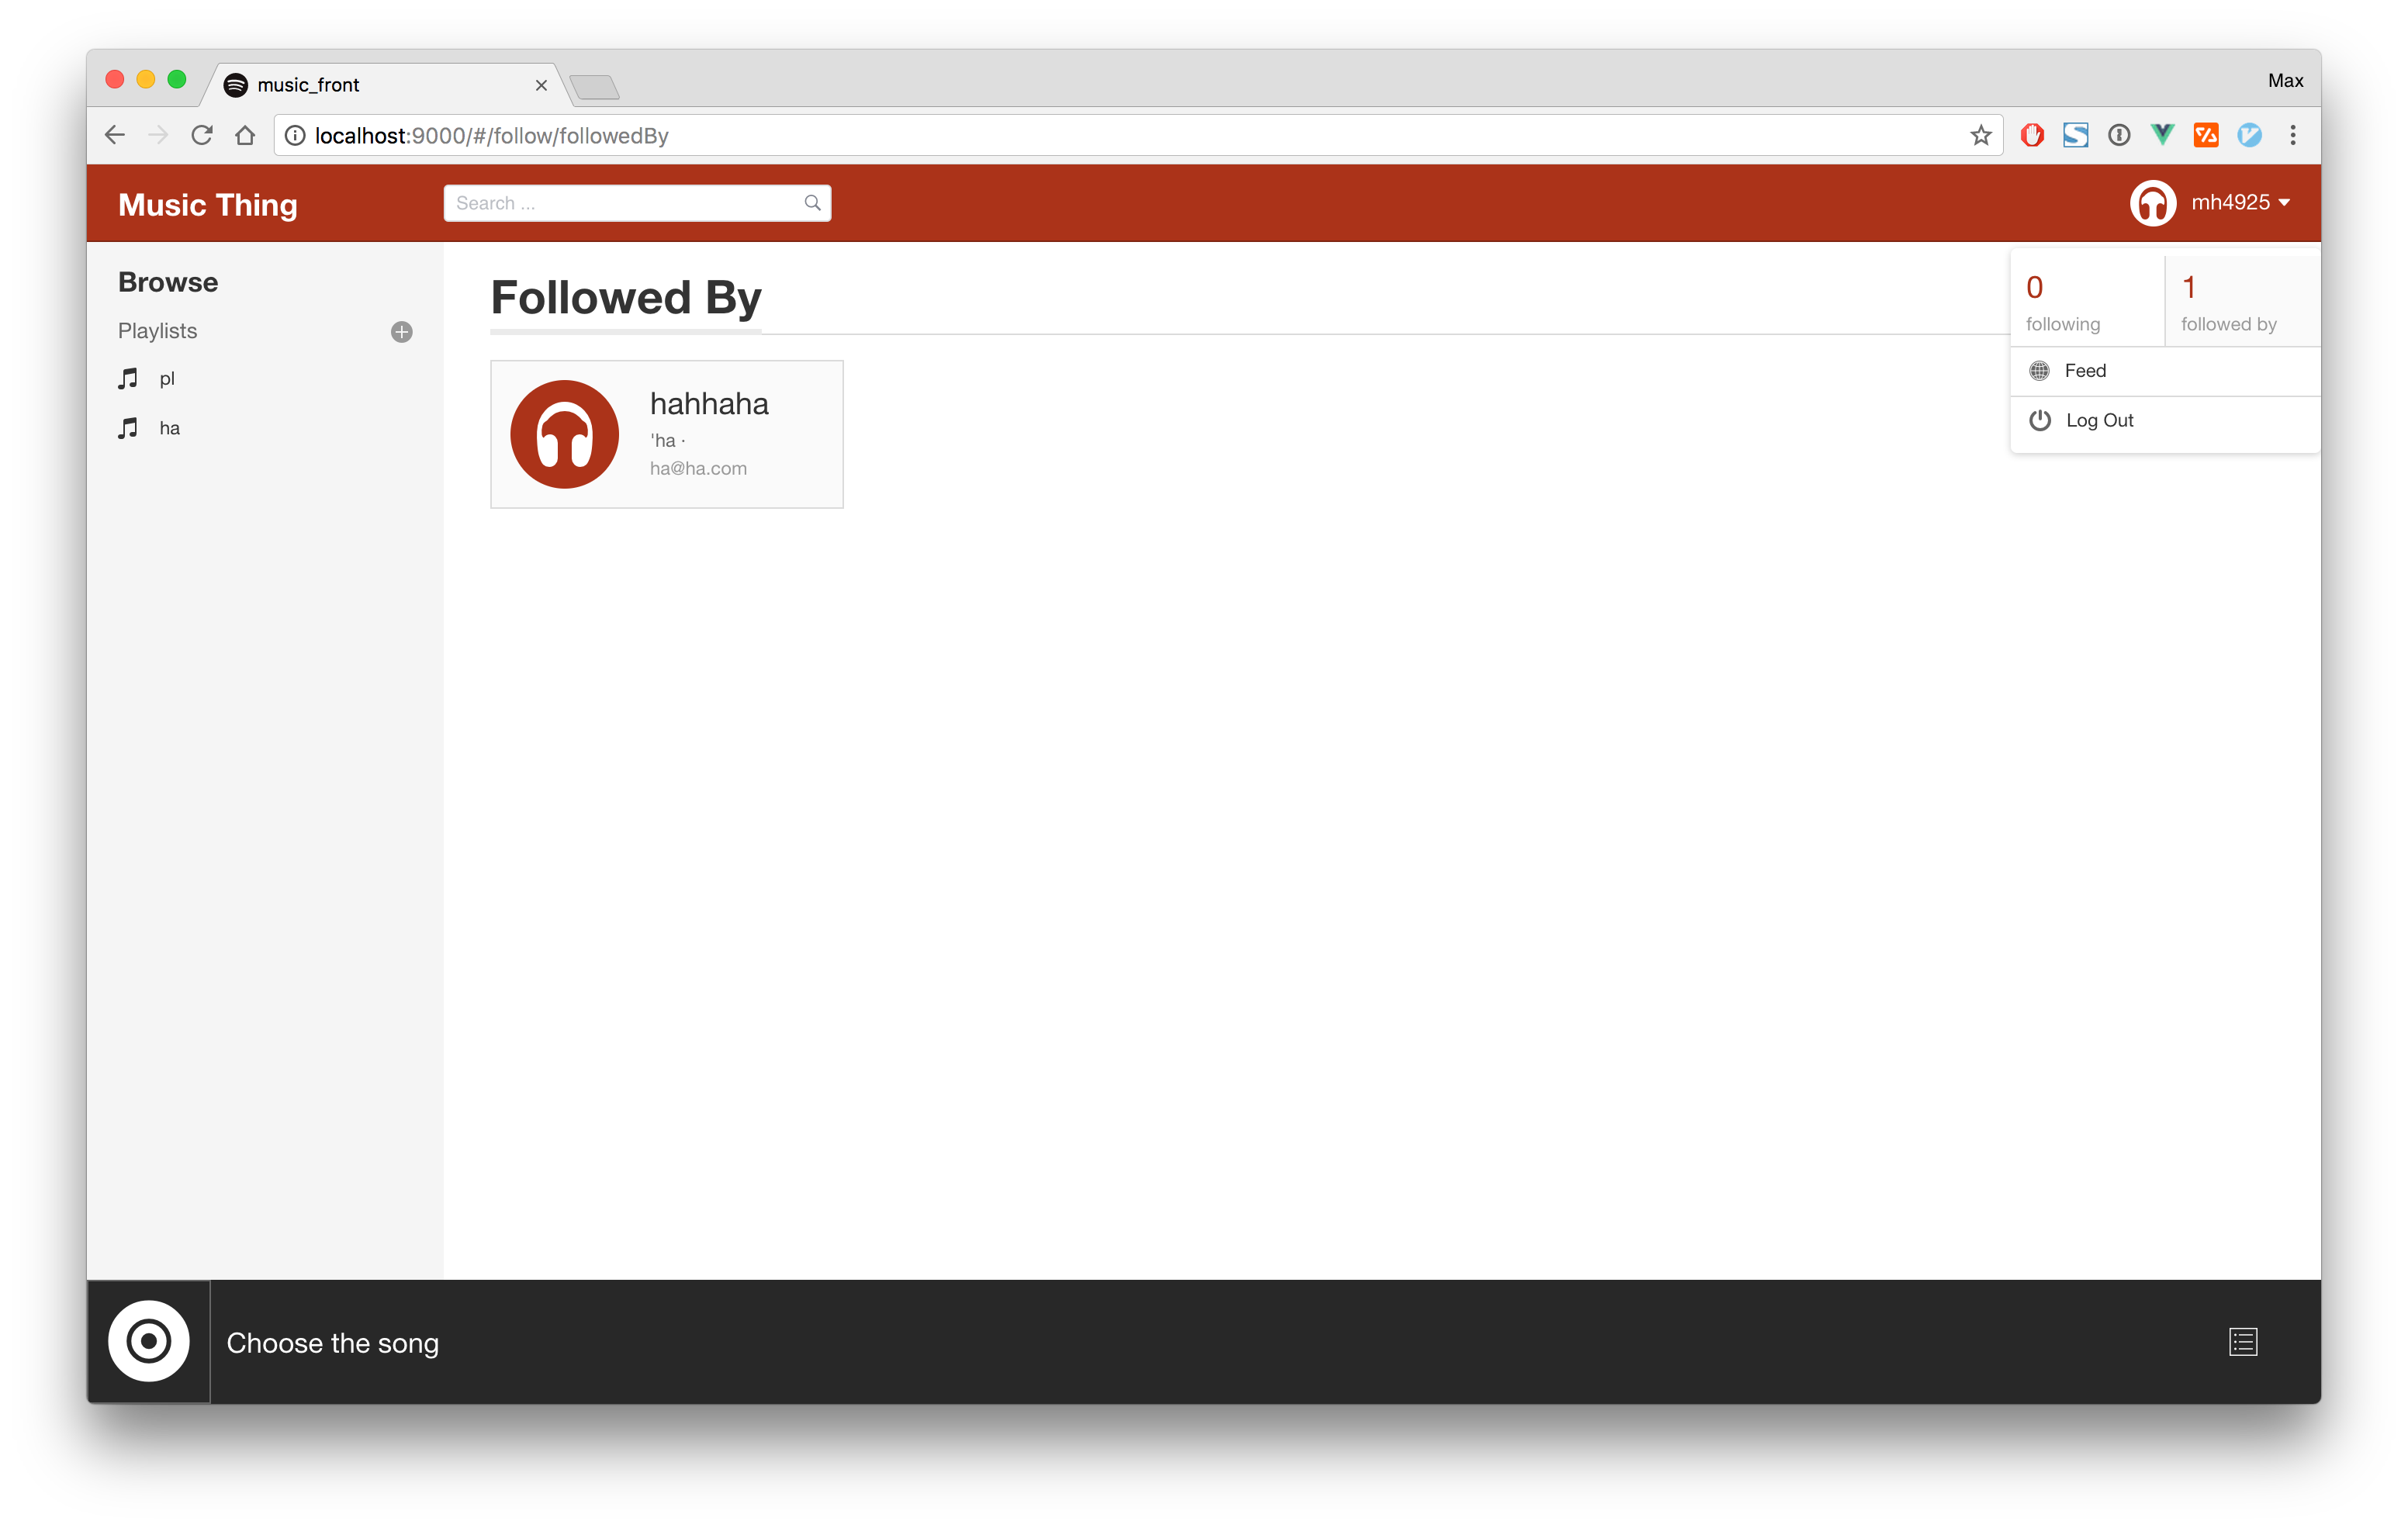 music_front
Max
localhost:9000/#/follow/followedBy
Music Thing
Search ...
mh4925
Browse
Playlists
pl
ha
Followed By
hahhaha
'ha ·
ha@ha.com
0
following
1
followed by
Feed
Log Out
Choose the song